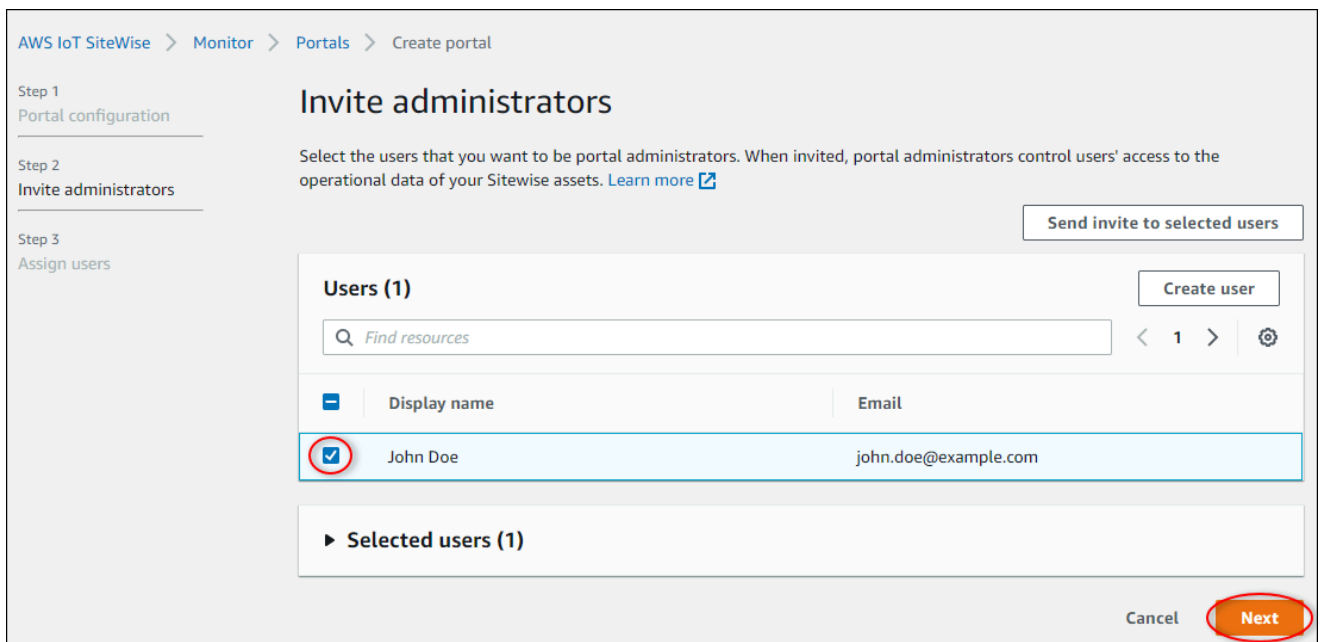 AWS IoT SiteWise > Monitor > Portals > Create portal
Step 1
Portal configuration
Step 2
Invite administrators
Step 3
Assign users
Invite administrators
Select the users that you want to be portal administrators. When invited, portal administrators control users' access to the
operational data of your Sitewise assets. Learn more
Send invite to selected users
Users (1)
Create user
Find resources
< 1 >
Display name Email
John Doe john.doe@example.com
Selected users (1)
Cancel Next